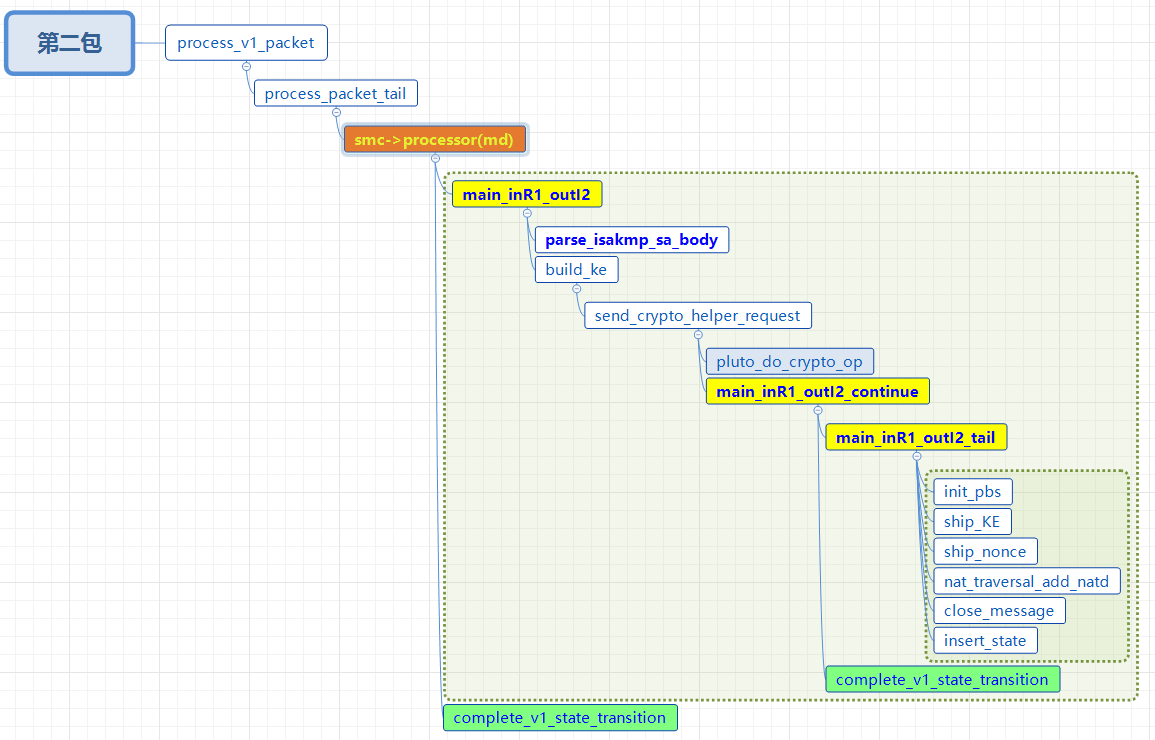 第二包
process_v1_packet
process_packet_tail
smc->processor(md)
main_inR1_outI2
parse_isakmp_sa_body
build_ke
send_crypto_helper_request
pluto_do_crypto_op
main_inR1_outI2_continue
main_inR1_outI2_tail
init_pbs
ship_KE
ship_nonce
nat_traversal_add_natd
close_message
insert_state
complete_v1_state_transition
complete_v1_state_transition